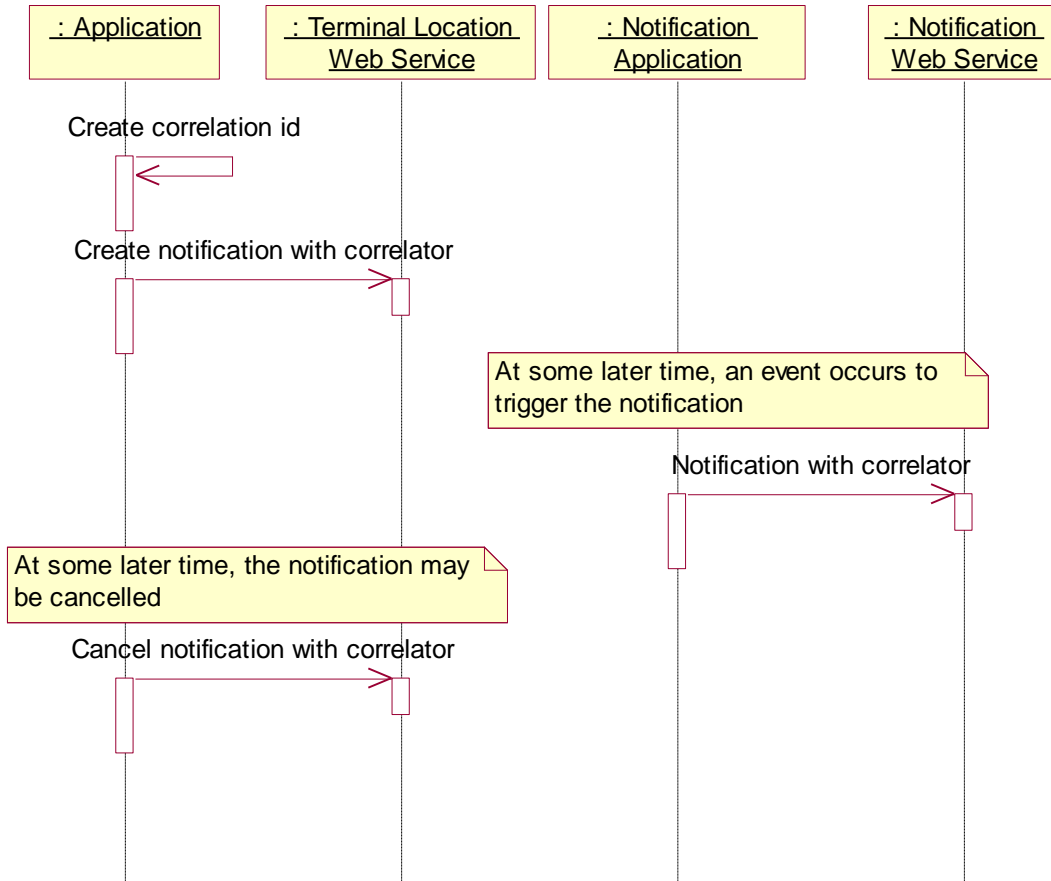 : Application
: Terminal Location
Web Service
: Notification
Application
: Notification
Web Service
Create correlation id
Create notification with correlator
At some later time, an event occurs to
trigger the notification
Notification with correlator
At some later time, the notification may
be cancelled
Cancel notification with correlator